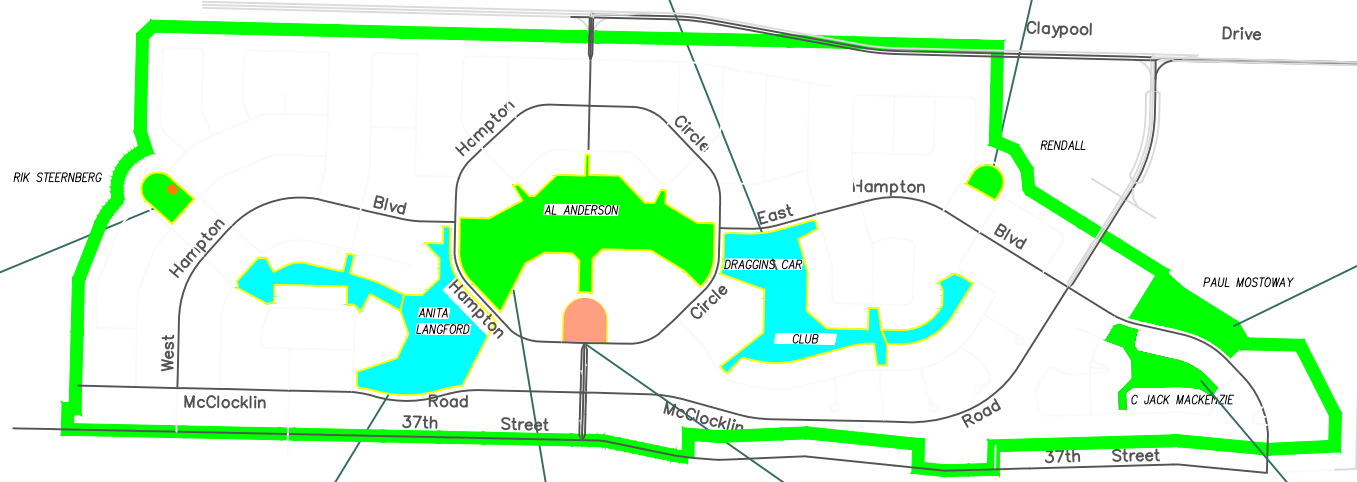 Claypool Drive
RENDALL
RIK STEERNBERG
Hampton
Circle
Hampton
Blvd
AL ANDERSON
East
Hampton
Blvd
DRAGGINS CAR
CLUB
PAUL MOSTOWAY
ANITA
LANGFORD
Hampton
Circle
West
McClocklin Road
McClocklin Road
C JACK MACKENZIE
37th Street
37th Street
Hampton